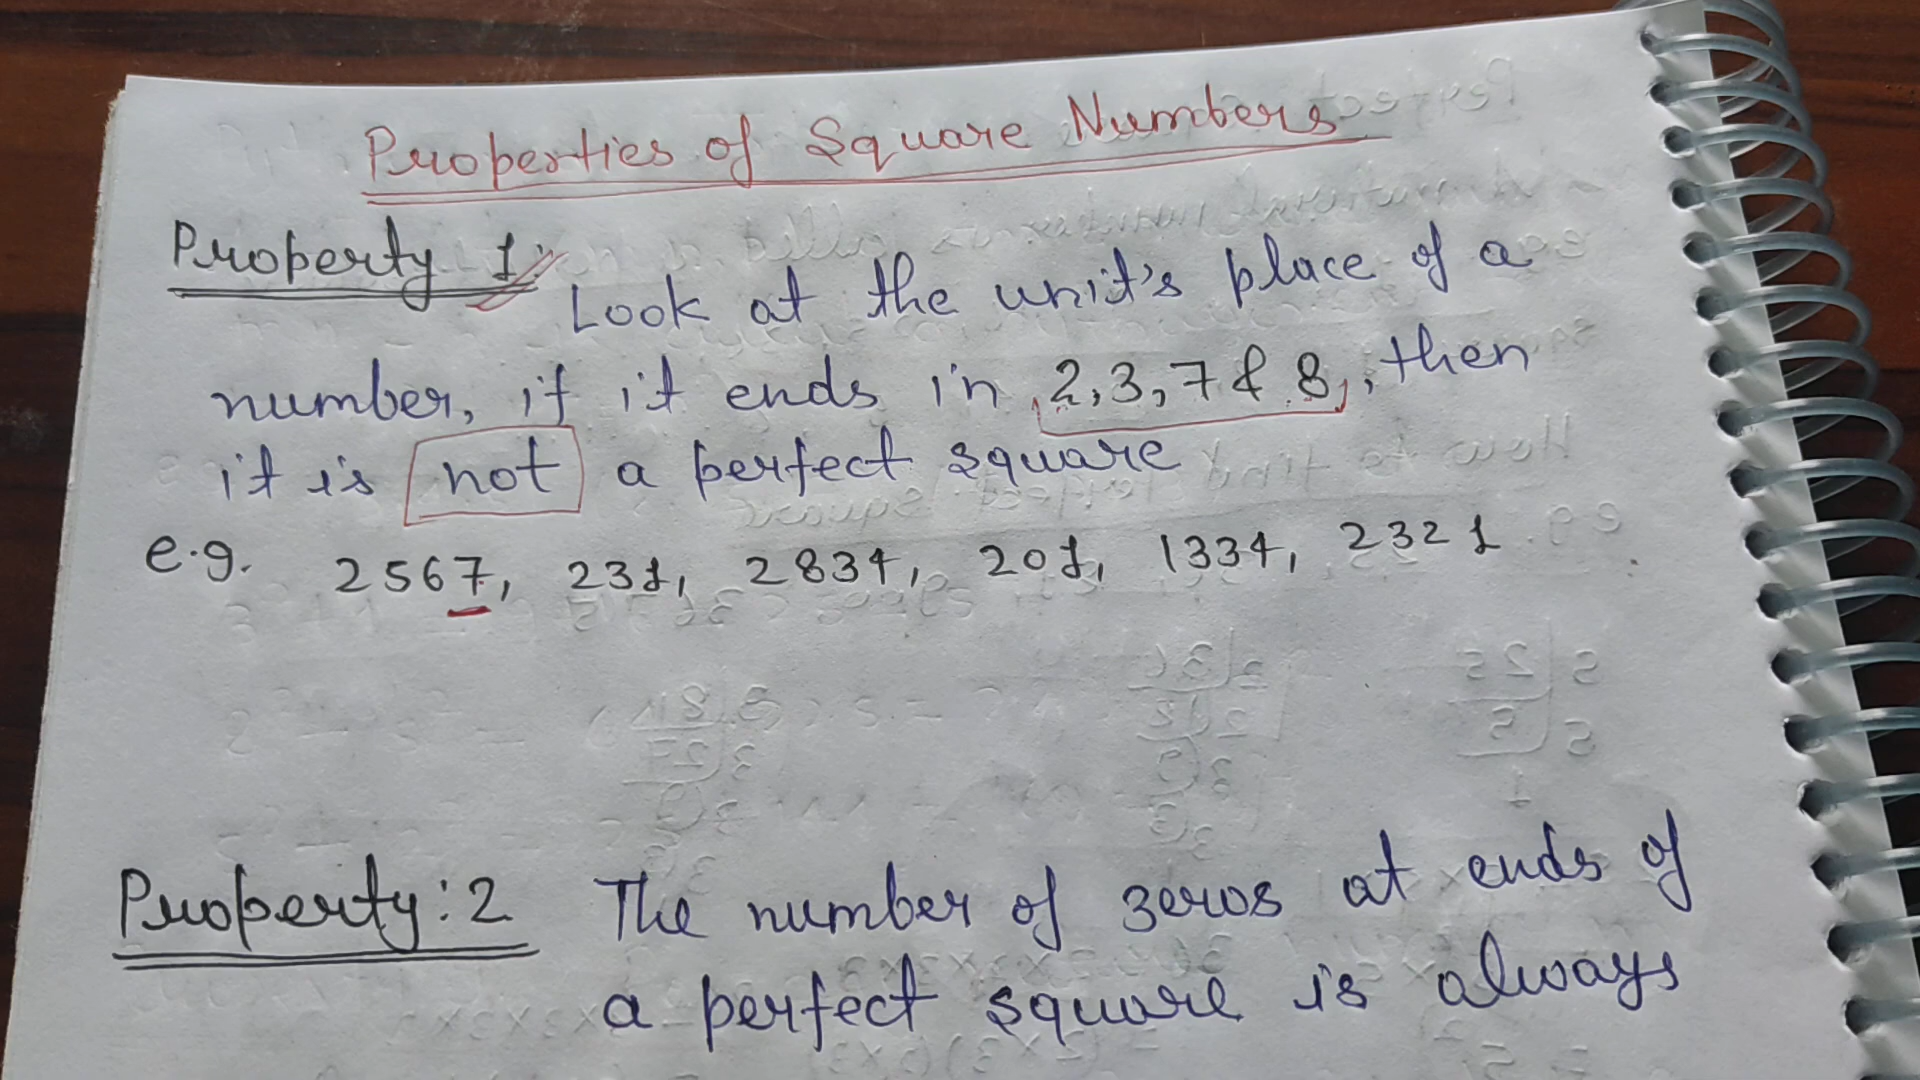 Properties of Square Numbers
Property 1:
Look at the unit's place of a
number, if it ends in 2,3,7 & 8, then
it is not a perfect square
e.g. 2567, 231, 2834, 201, 1334, 2321
Property:2 The number of zeros at ends of
a perfect square is always